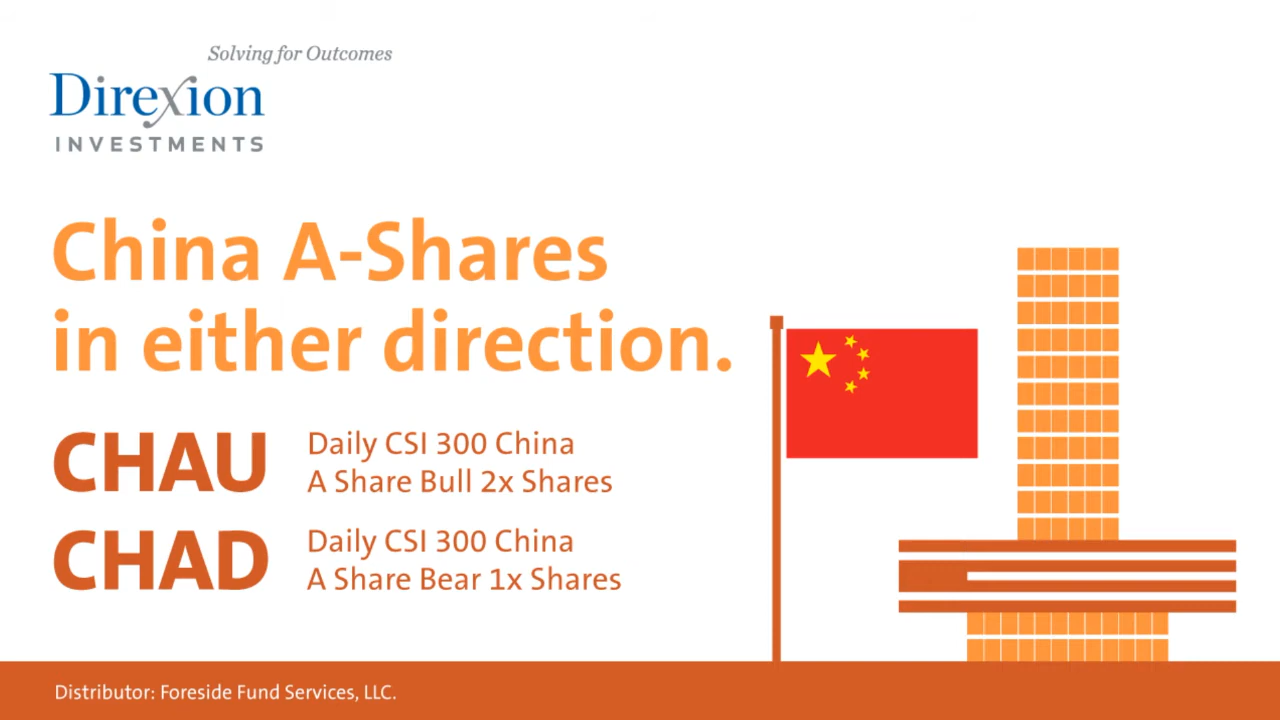 Solving for Outcomes
Direxion
INVESTMENTS
China A-Shares
in either direction.
CHAU
Daily CSI 300 China
A Share Bull 2x Shares
CHAD
Daily CSI 300 China
A Share Bear 1x Shares
Distributor: Foreside Fund Services, LLC.